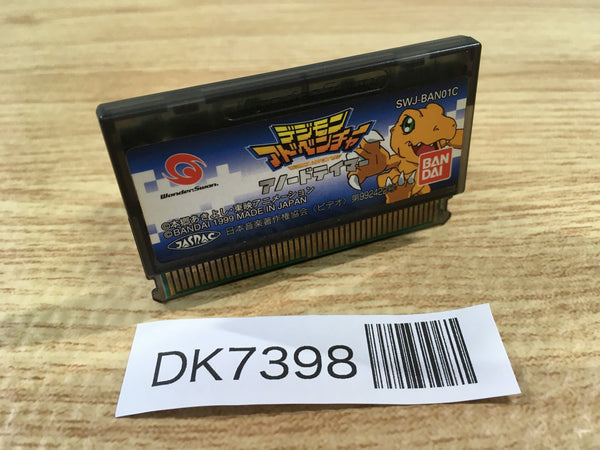 SWJ-BAN01C
デジモン
アドベンチャー
アノードテイマー
WonderSwan
BAN
DAI
©本郷あきよし・東映アニメーション
©BANDAI 1999 MADE IN JAPAN
JASRAC
日本音楽著作権協会(ビデオ)
DK7398